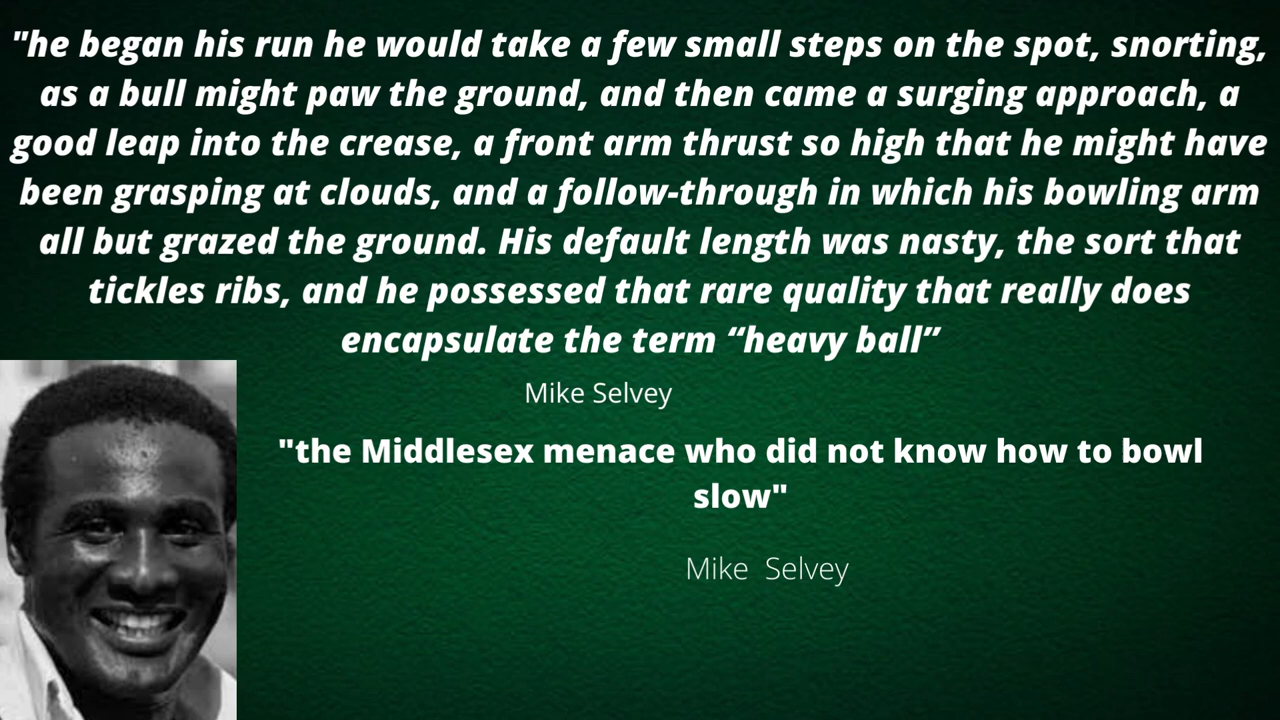 "he began his run he would take a few small steps on the spot, snorting,
as a bull might paw the ground, and then came a surging approach, a
good leap into the crease, a front arm thrust so high that he might have
been grasping at clouds, and a follow-through in which his bowling arm
all but grazed the ground. His default length was nasty, the sort that
tickles ribs, and he possessed that rare quality that really does
encapsulate the term “heavy ball”
Mike Selvey
"the Middlesex menace who did not know how to bowl
slow"
Mike  Selvey